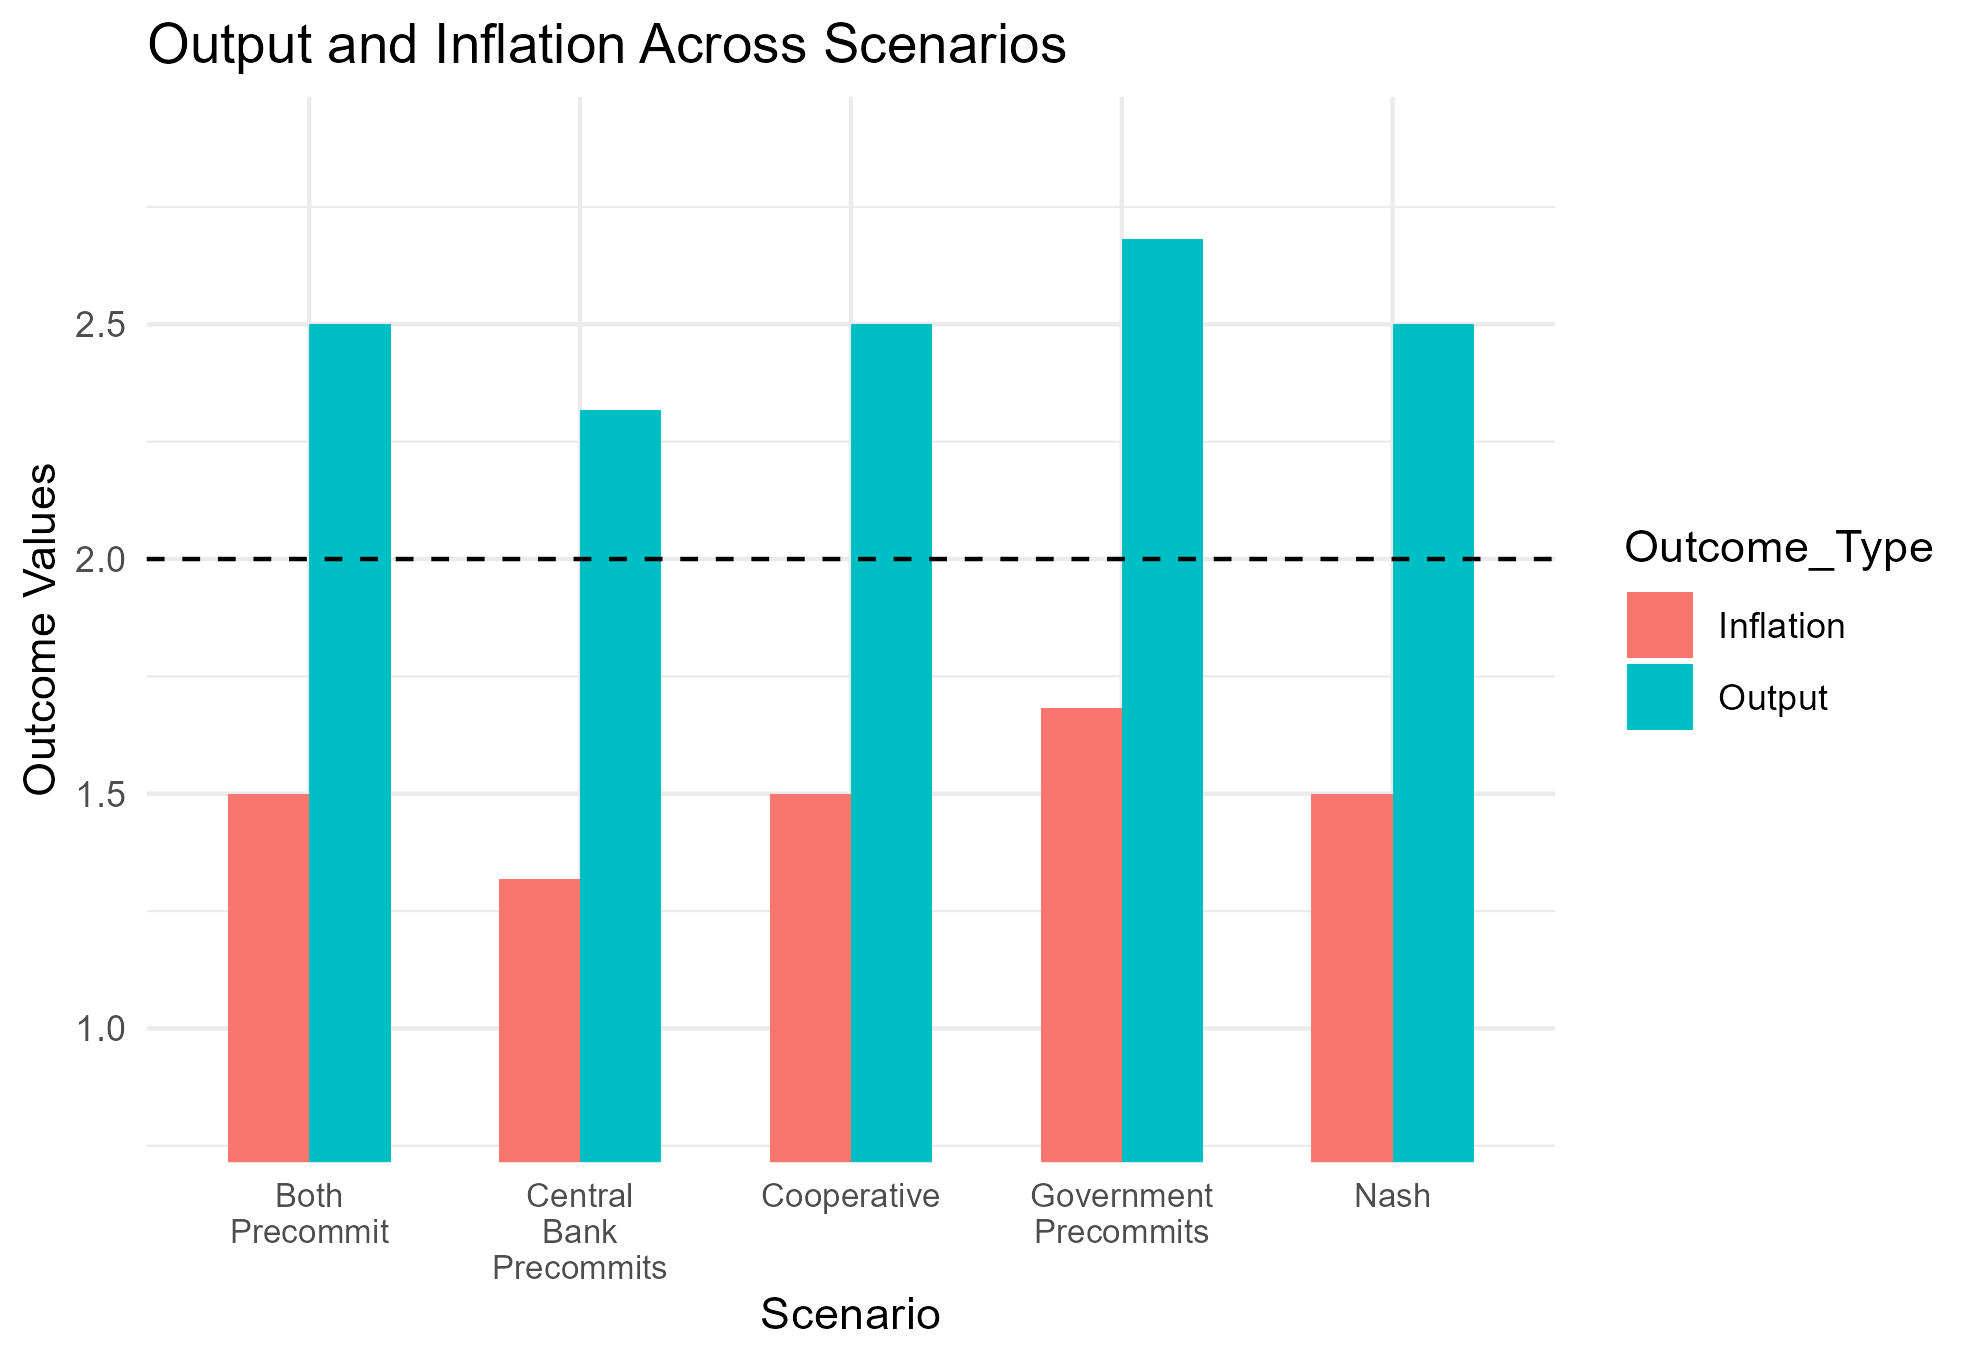 Output and Inflation Across Scenarios
Outcome Values
2.5
2.0
1.5
1.0
Both
Precommit
Central
Bank
Precommits
Cooperative
Government
Precommits
Nash
Scenario
Outcome_Type
Inflation
Output